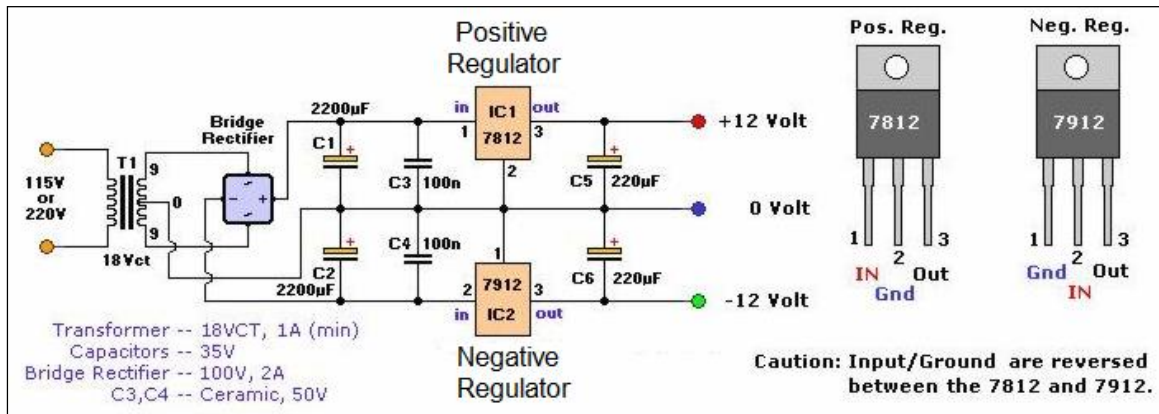 Positive
Regulator
Pos. Reg.
Neg. Reg.
2200µF
in
IC1
out
1
7812
3
+12 Volt
7812
7912
Bridge
Rectifier
C1
+
2
+
T1
9
~
- +
~
C3
100n
C5
220µF
115V
or
220V
0
0 Volt
9
18Vct
C4
100n
1
+
+
C2
2200µF
2
7912
3
C6
220µF
-12 Volt
in
IC2
out
1
2
3
IN
Out
Gnd
1
2
3
Gnd
Out
IN
Negative
Regulator
Transformer -- 18VCT, 1A (min)
Capacitors -- 35V
Bridge Rectifier -- 100V, 2A
C3,C4 -- Ceramic, 50V
Caution: Input/Ground are reversed
between the 7812 and 7912.